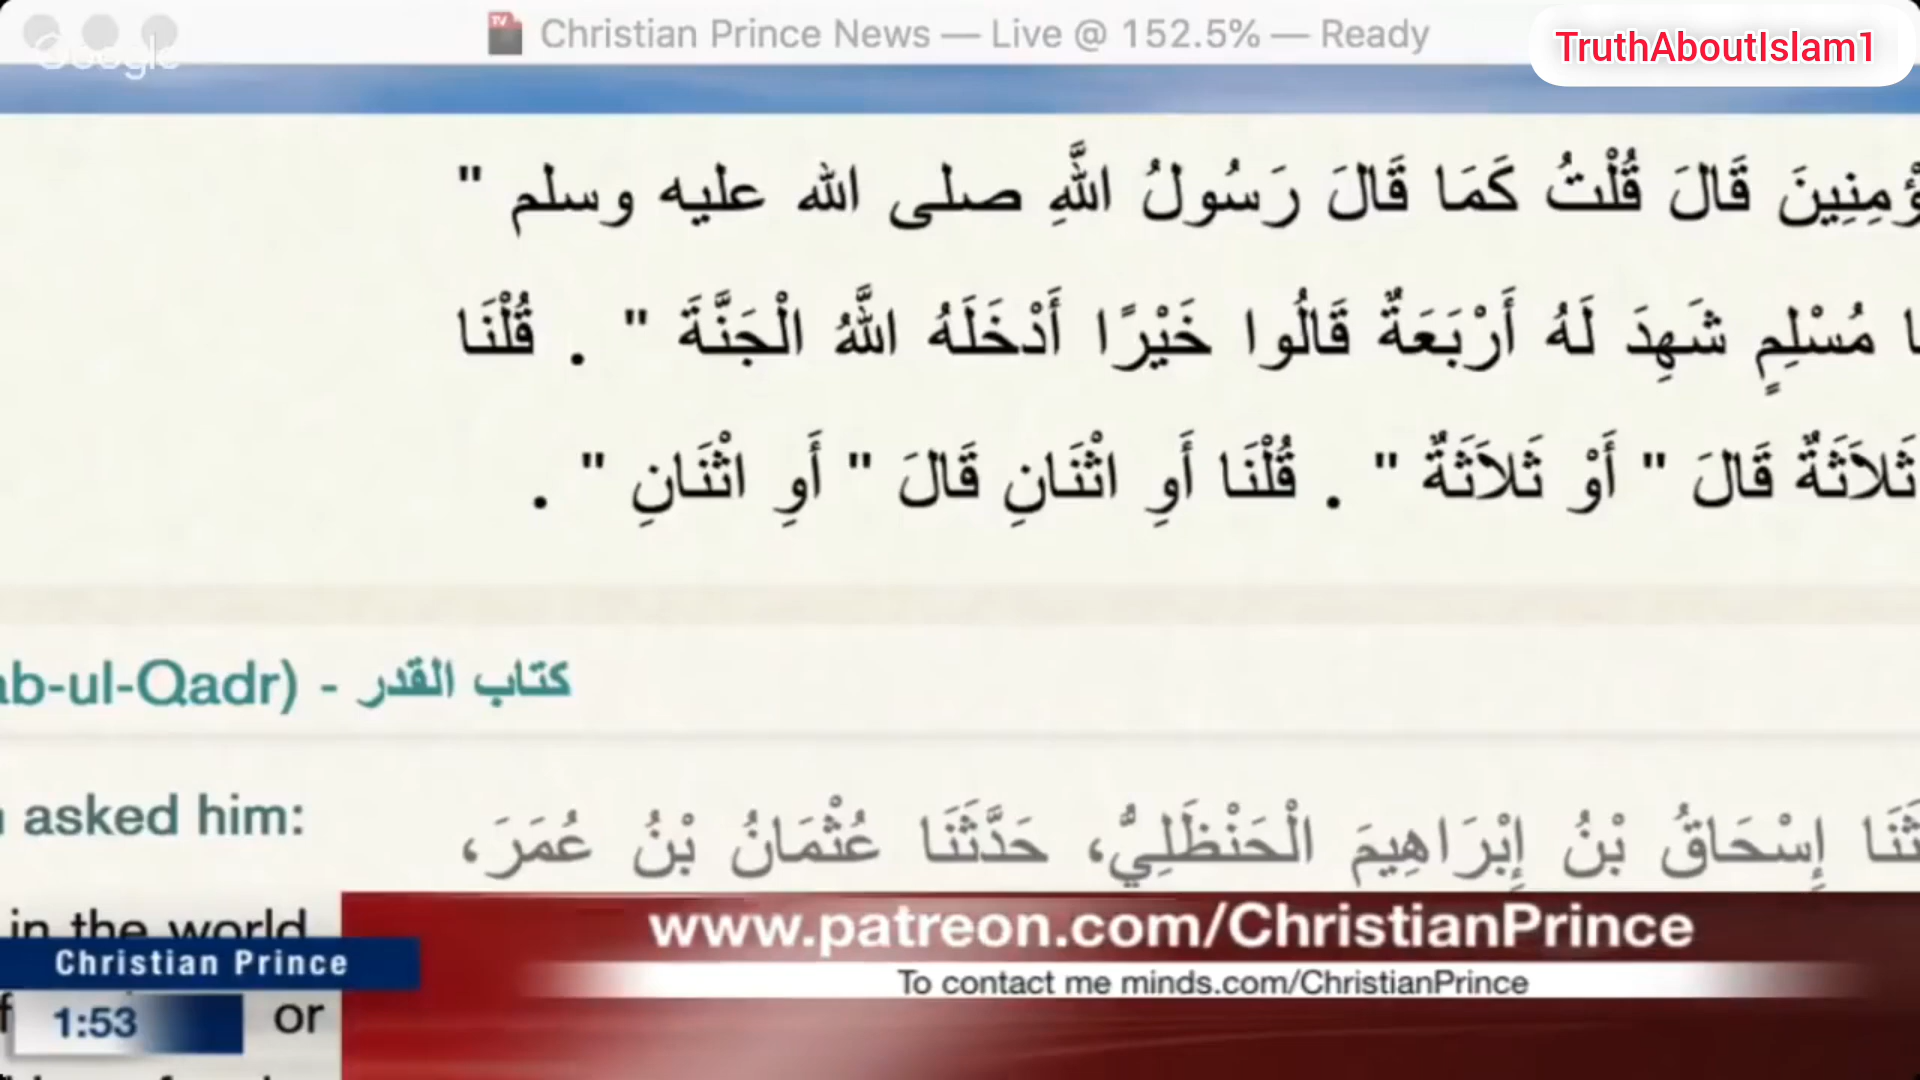 Christian Prince News — Live @ 152.5% — Ready
TruthAboutIslam1
Google
قَالَ قُلْتُ كَمَا قَالَ رَسُولُ اللَّهِ صلى الله عليه وسلم "
مُسْلِمٍ شَهِدَ لَهُ أَرْبَعَةٌ قَالُوا خَيْرًا أَدْخَلَهُ اللَّهُ الْجَنَّةَ " . قُلْنَا
ثَلاَثَةٌ قَالَ " أَوْ ثَلاَثَةٌ " . قُلْنَا أَوِ اثْنَانِ قَالَ " أَوِ اثْنَانِ " .
ab-ul-Qadr) - كتاب القدر
asked him:
إِسْحَاقُ بْنُ إِبْرَاهِيمَ الْحَنْظَلِيُّ، حَدَّثَنَا عُثْمَانُ بْنُ عُمَرَ،
in the world
www.patreon.com/ChristianPrince
Christian Prince
To contact me minds.com/ChristianPrince
1:53
or